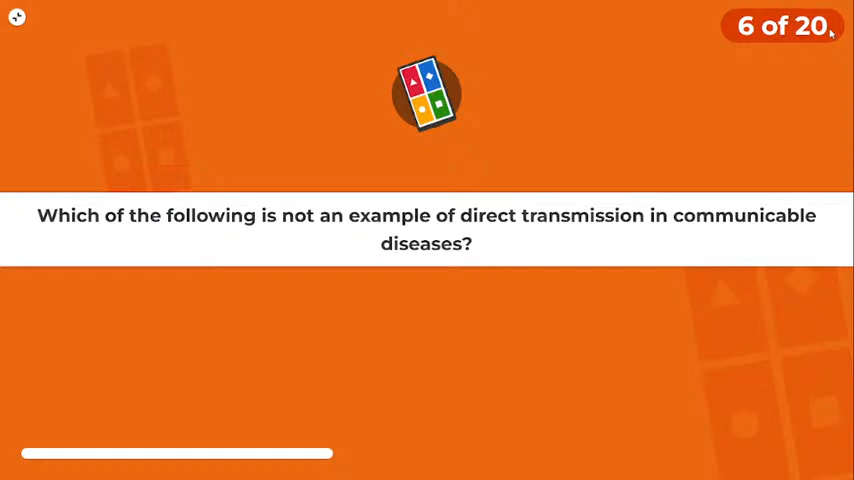 6 of 20
Which of the following is not an example of direct transmission in communicable
diseases?